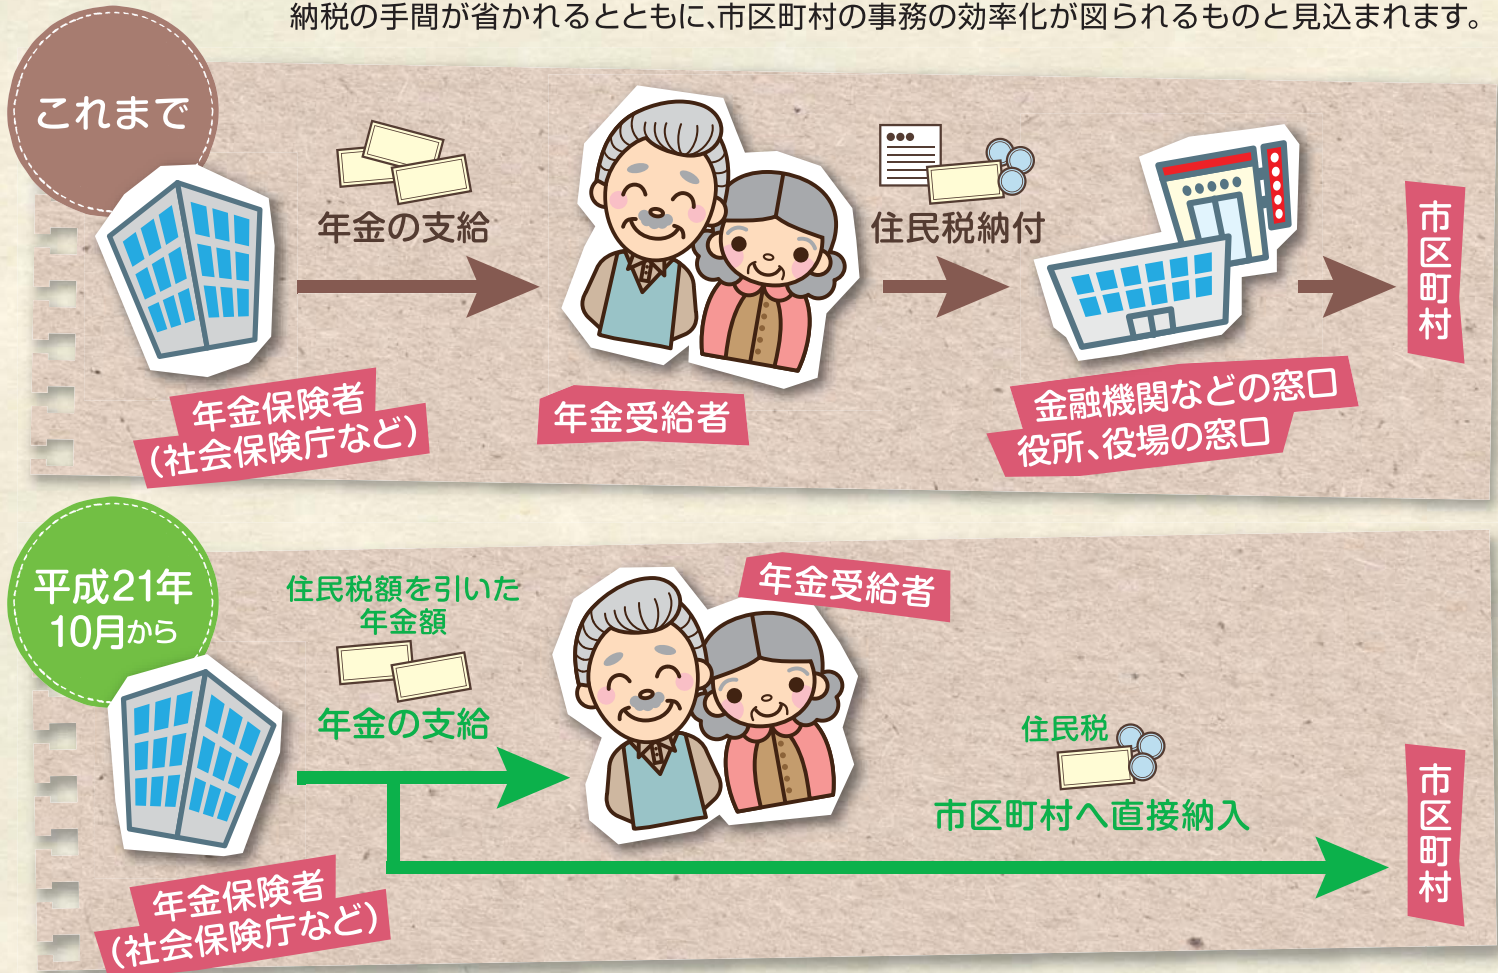 納税の手間が省かれるとともに、市区町村の事務の効率化が図られるものと見込まれます。
これまで
年金の支給
住民税納付
市区町村
年金保険者
（社会保険庁など）
年金受給者
金融機関などの窓口
役所、役場の窓口
平成21年
10月から
住民税額を引いた
年金額
年金の支給
年金受給者
住民税
市区町村へ直接納入
市区町村
年金保険者
（社会保険庁など）